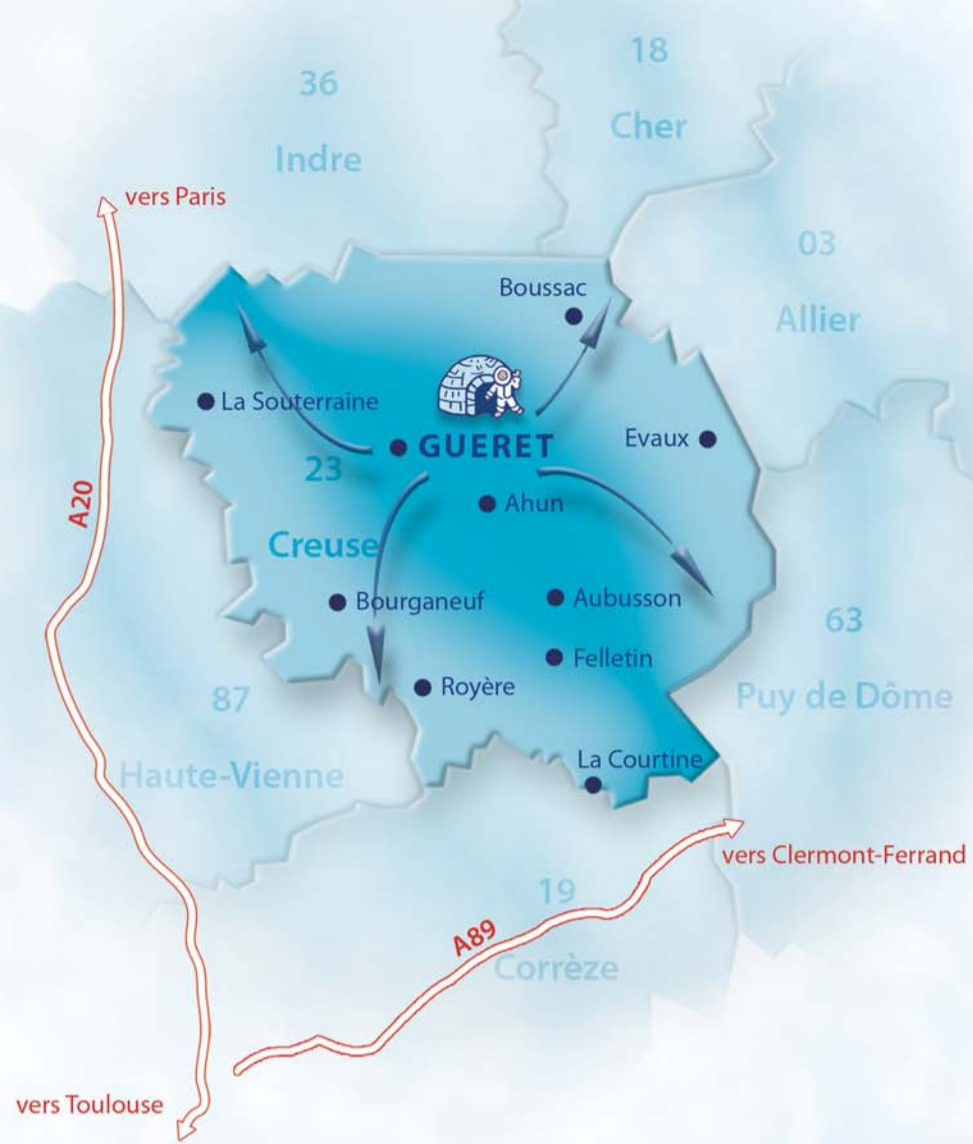 18
36
Cher
Indre
vers Paris
03
Boussac
Allier
La Souterraine
GUERET
Evaux
23
A20
Ahun
Creuse
Bourganeuf
Aubusson
63
Felletin
Royère
87
Puy de Dôme
La Courtine
Haute-Vienne
vers Clermont-Ferrand
19
A89
Corrèze
vers Toulouse